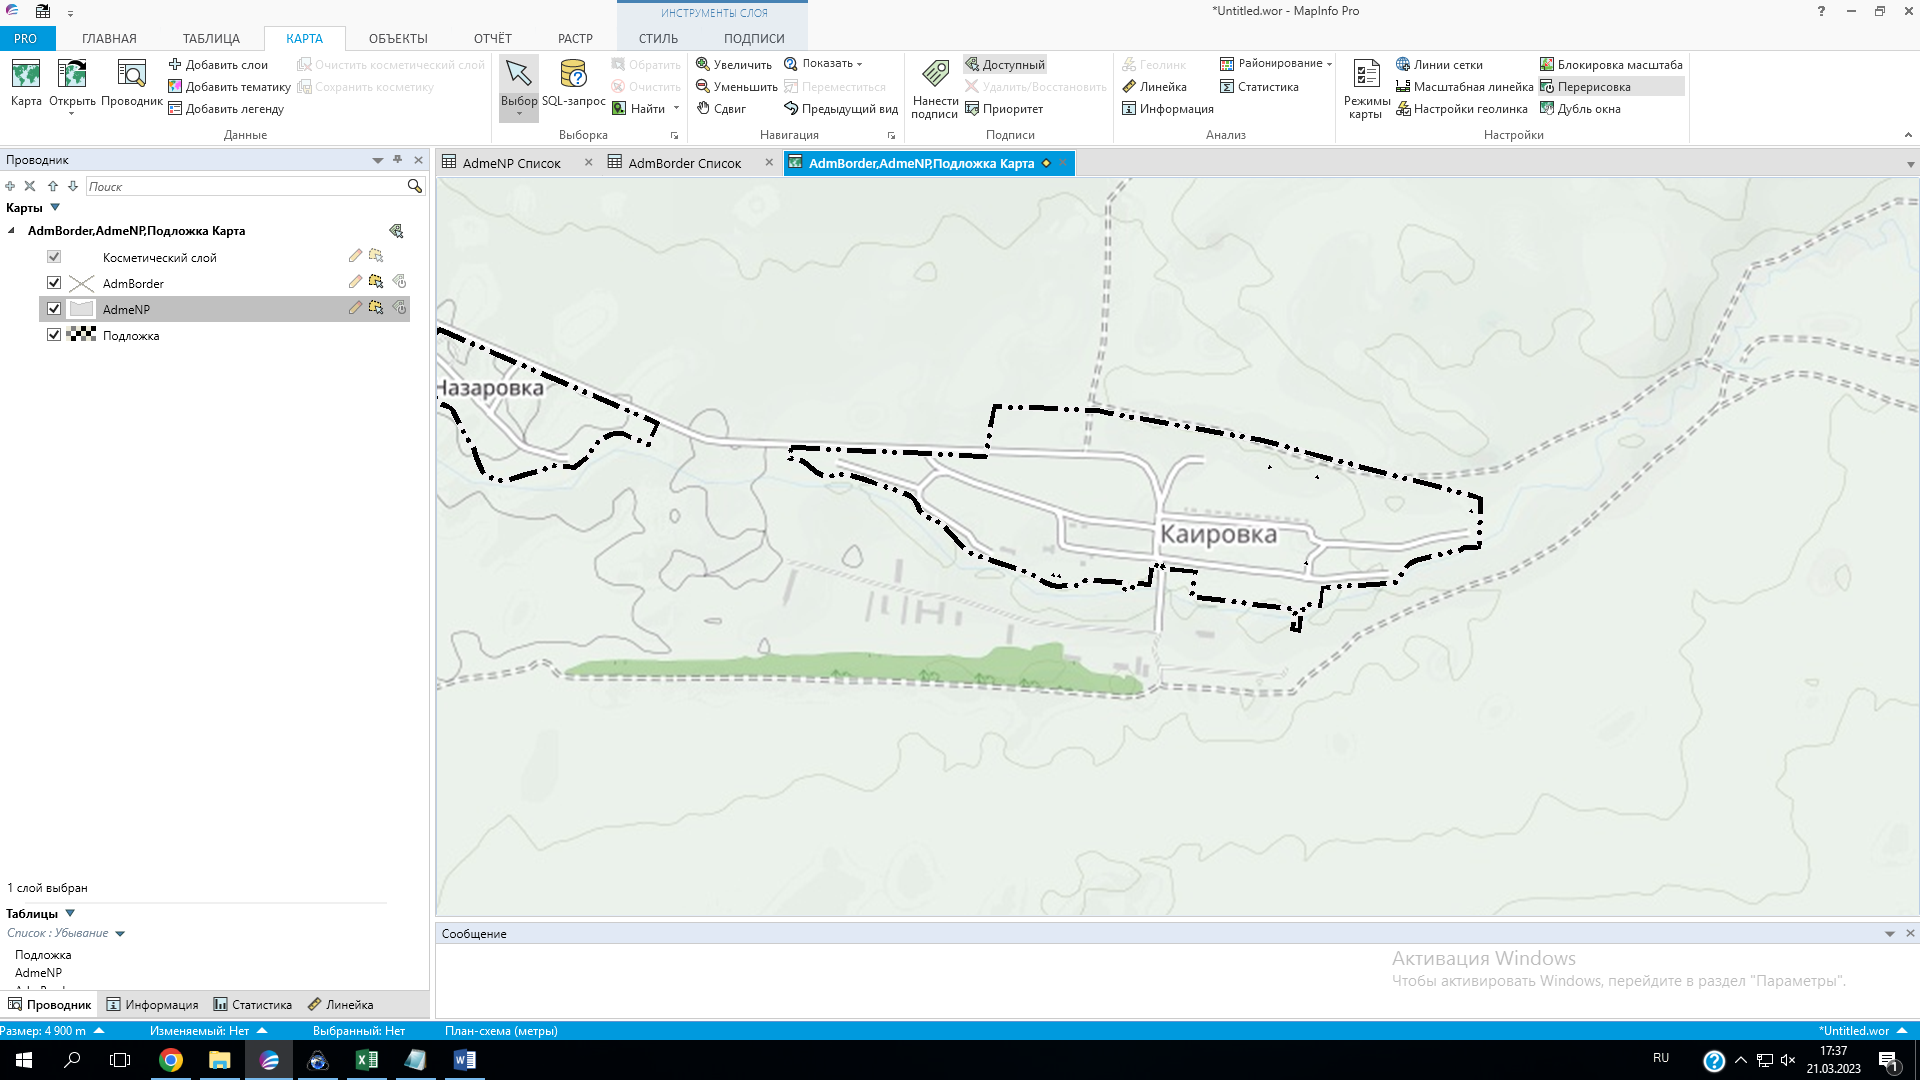 ИНСТРУМЕНТЫ СЛОЯ
*Untitled.wor - MapInfo Pro
PRO ГЛАВНАЯ ТАБЛИЦА КАРТА ОБЪЕКТЫ ОТЧЁТ РАСТР СТИЛЬ ПОДПИСИ
Карта
Открыть
Проводник
Добавить слои
Добавить тематику
Добавить легенду
Очистить косметический слой
Сохранить косметику
Данные
Выбор
SQL-запрос
Обратить
Очистить
Найти
Выборка
Увеличить
Уменьшить
Сдвиг
Показать
Переместиться
Предыдущий вид
Навигация
Нанести подписи
Доступный
Удалить/Восстановить
Приоритет
Подписи
Геолинк
Линейка
Информация
Районирование
Статистика
Анализ
Режимы карты
Линии сетки
Масштабная линейка
Настройки геолинка
Блокировка масштаба
Перерисовка
Дубль окна
Настройки
Проводник
Поиск
Карты
AdmBorder,AdmeNP,Подложка Карта
Косметический слой
AdmBorder
AdmeNP
Подложка
1 слой выбран
Таблицы
Список : Убывание
Подложка
AdmeNP
Проводник Информация Статистика Линейка
AdmeNP Список
AdmBorder Список
AdmBorder,AdmeNP,Подложка Карта
Назаровка
Каировка
Сообщение
Активация Windows
Чтобы активировать Windows, перейдите в раздел "Параметры".
Размер: 4 900 m Изменяемый: Нет Выбранный: Нет План-схема (метры) *Untitled.wor
RU
17:37
21.03.2023
1